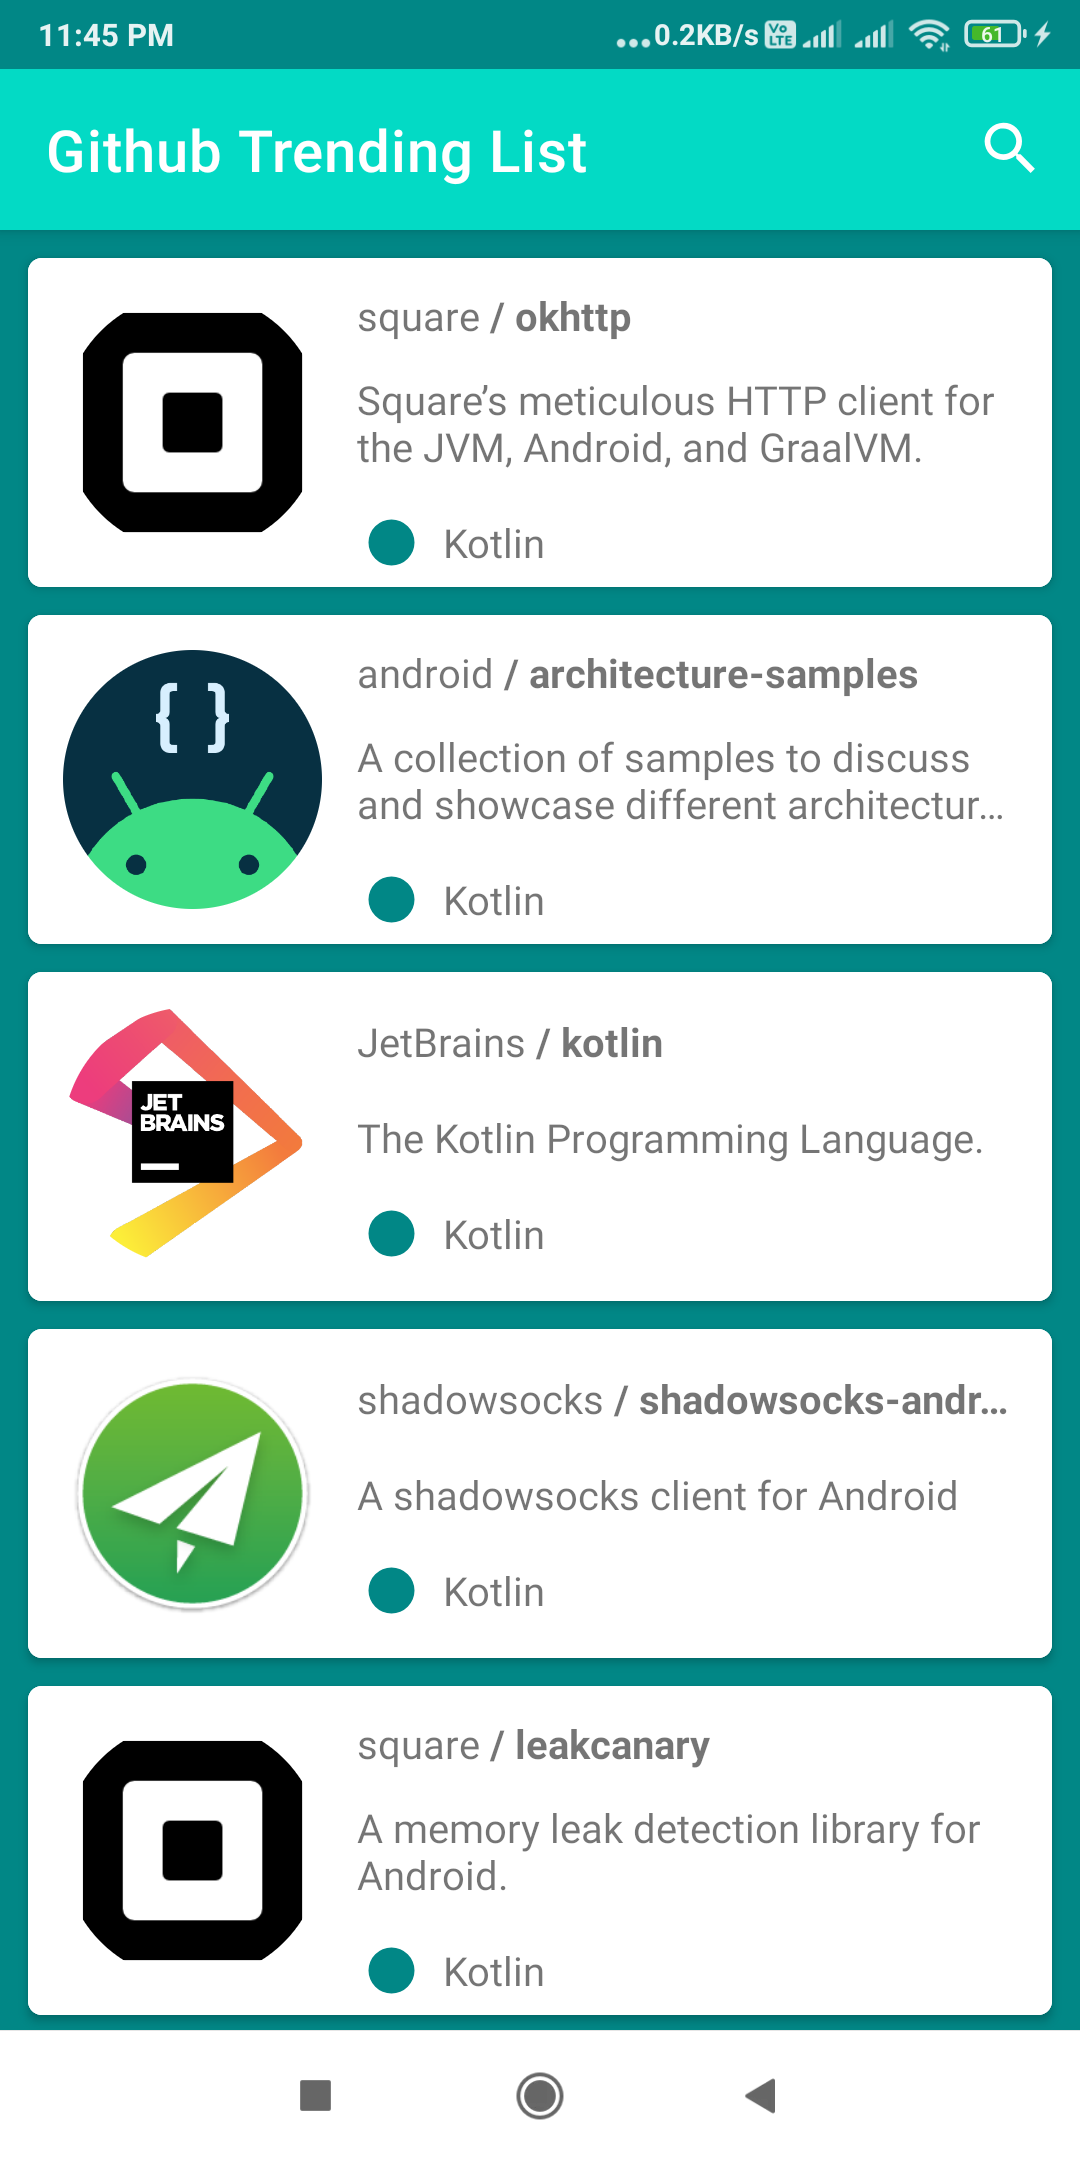 11:45 PM
...0.2KB/s
Vo
LTE
61
Github Trending List
square / okhttp
Square’s meticulous HTTP client for
the JVM, Android, and GraalVM.
Kotlin
{ }
android / architecture-samples
A collection of samples to discuss
and showcase different architectur...
Kotlin
JET
BRAINS
JetBrains / kotlin
The Kotlin Programming Language.
Kotlin
shadowsocks / shadowsocks-andr...
A shadowsocks client for Android
Kotlin
square / leakcanary
A memory leak detection library for
Android.
Kotlin